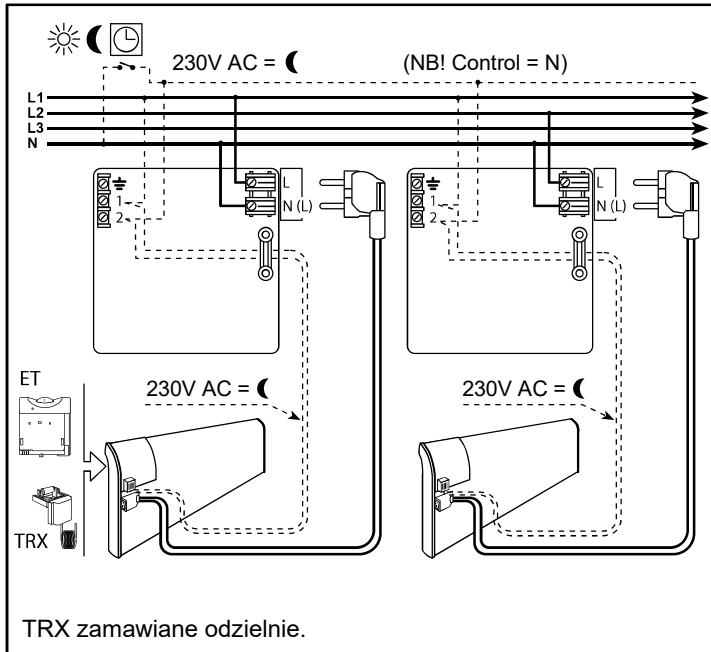 230V AC = (NB! Control = N)
L1
L2
L3
N
L
1
N (L)
2
L
1
N (L)
2
ET
230V AC =
230V AC =
TRX
TRX zamawiane odzielnie.